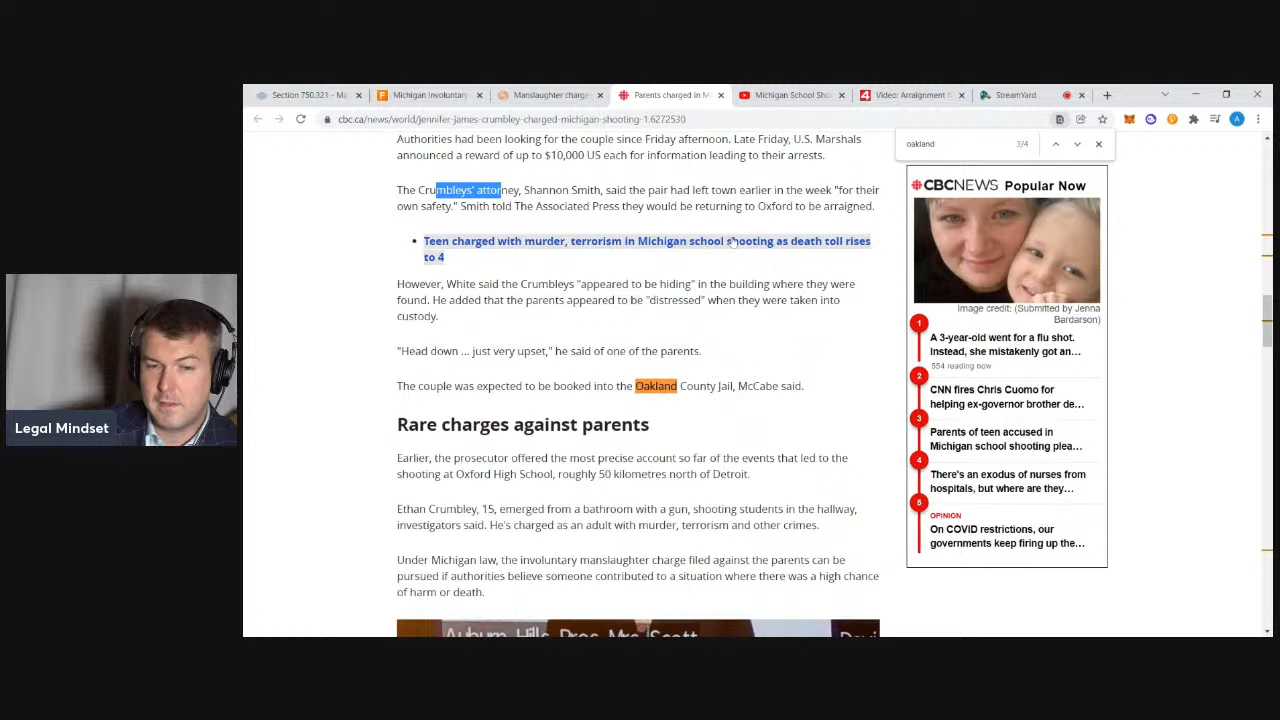 Section 750.321 - Mi
Michigan Involuntary
Manslaughter charge
Parents charged in M
Michigan School Sho
Video: Arraignment f
StreamYard
cbc.ca/news/world/jennifer-james-crumbley-charged-michigan-shooting-1.6272530
oakland
3/4
Authorities had been looking for the couple since Friday afternoon. Late Friday, U.S. Marshals
announced a reward of up to $10,000 US each for information leading to their arrests.
The Crumbleys' attorney, Shannon Smith, said the pair had left town earlier in the week "for their
own safety." Smith told The Associated Press they would be returning to Oxford to be arraigned.
• Teen charged with murder, terrorism in Michigan school shooting as death toll rises
to 4
However, White said the Crumbleys "appeared to be hiding" in the building where they were
found. He added that the parents appeared to be "distressed" when they were taken into
custody.
"Head down ... just very upset," he said of one of the parents.
The couple was expected to be booked into the Oakland County Jail, McCabe said.
Rare charges against parents
Earlier, the prosecutor offered the most precise account so far of the events that led to the
shooting at Oxford High School, roughly 50 kilometres north of Detroit.
Ethan Crumbley, 15, emerged from a bathroom with a gun, shooting students in the hallway,
investigators said. He's charged as an adult with murder, terrorism and other crimes.
Under Michigan law, the involuntary manslaughter charge filed against the parents can be
pursued if authorities believe someone contributed to a situation where there was a high chance
of harm or death.
Auburn Hills Pros Mrs Scott
CBCNEWS Popular Now
Image credit: (Submitted by Jenna
Bardarson)
1
A 3-year-old went for a flu shot.
Instead, she mistakenly got an...
554 reading now
2
CNN fires Chris Cuomo for
helping ex-governor brother de...
3
Parents of teen accused in
Michigan school shooting plea...
4
There's an exodus of nurses from
hospitals, but where are they...
5
OPINION
On COVID restrictions, our
governments keep firing up the...
Legal Mindset